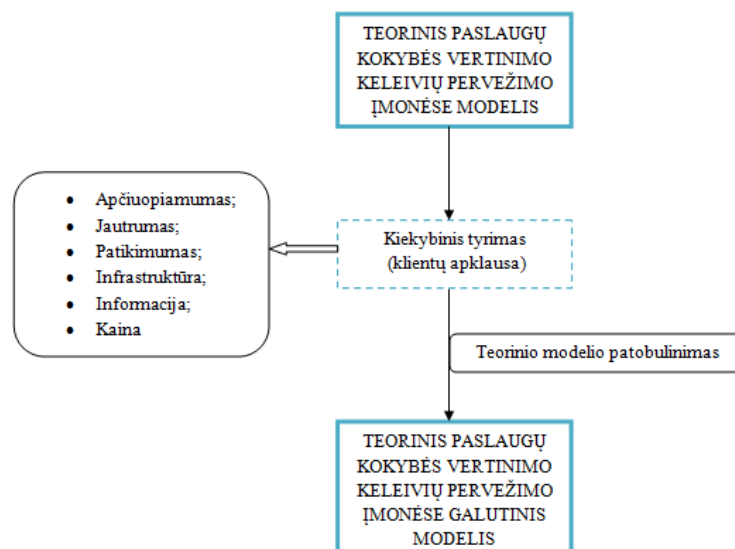 TEORINIS PASLAUGŲ
KOKYBĖS VERTINIMO
KELEIVIŲ PERVEŽIMO
ĮMONĖSE MODELIS
• Apčiuopiamumas;
• Jautrumas;
• Patikimumas;
• Infrastruktūra;
• Informacija;
• Kaina
Kiekybinis tyrimas
(klientų apklausa)
Teorinio modelio patobulinimas
TEORINIS PASLAUGŲ
KOKYBĖS VERTINIMO
KELEIVIŲ PERVEŽIMO
ĮMONĖSE GALUTINIS
MODELIS